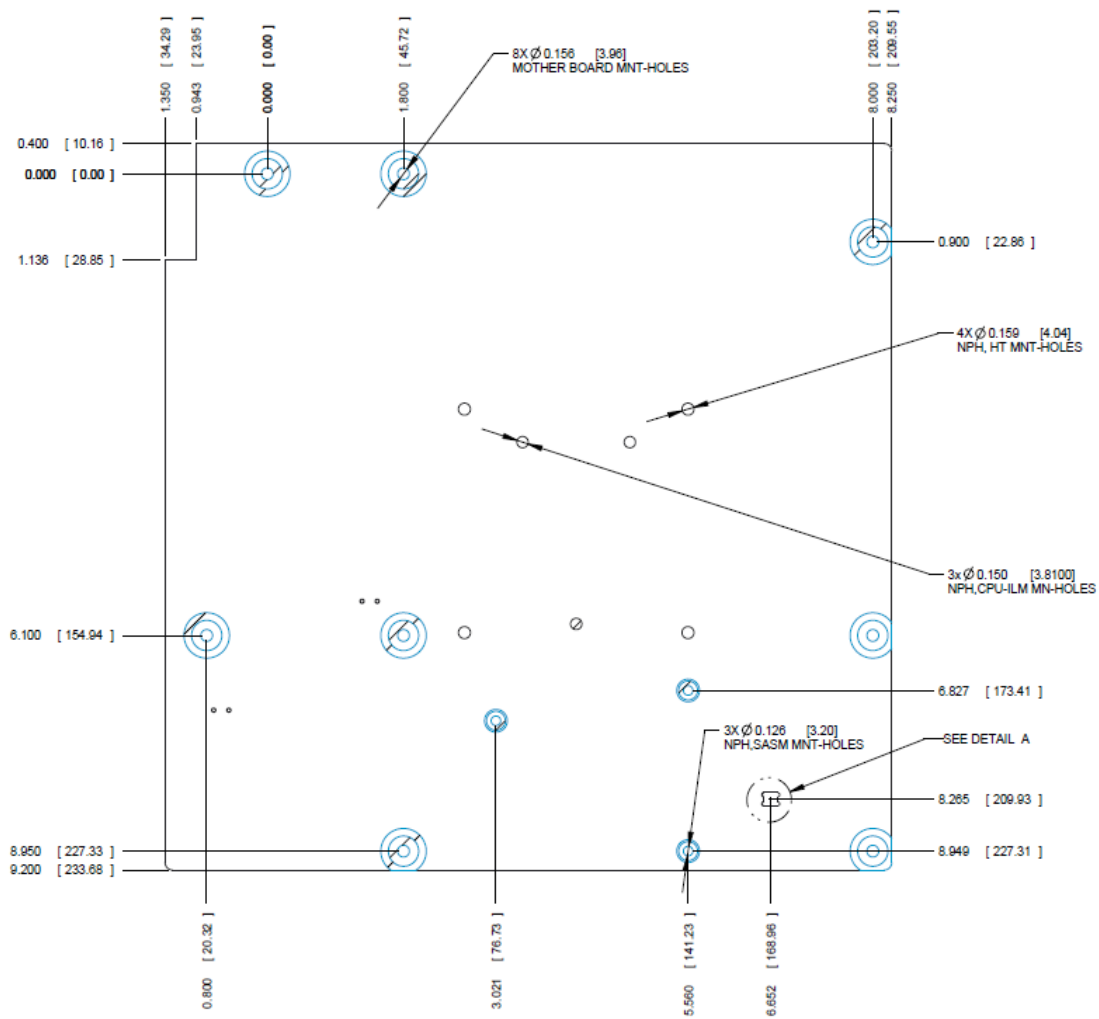 1.350 [ 34.29 ]
0.943 [ 23.95 ]
0.000 [ 0.00 ]
1.800 [ 45.72 ]
8.000 [ 203.20 ]
8.250 [ 209.55 ]
8X Ø 0.156 [3.96]
MOTHER BOARD MNT-HOLES
0.400 [ 10.16 ]
0.000 [ 0.00 ]
0.900 [ 22.86 ]
1.136 [ 28.85 ]
4X Ø 0.159 [4.04]
NPH, HT MNT-HOLES
3x Ø 0.150 [3.8100]
NPH,CPU-ILM MN-HOLES
6.100 [ 154.94 ]
6.827 [ 173.41 ]
3X Ø 0.126 [3.20]
NPH,SASM MNT-HOLES
SEE DETAIL A
8.265 [ 209.93 ]
8.950 [ 227.33 ]
8.949 [ 227.31 ]
9.200 [ 233.68 ]
0.800 [ 20.32 ]
3.021 [ 76.73 ]
5.560 [ 141.23 ]
6.652 [ 168.96 ]